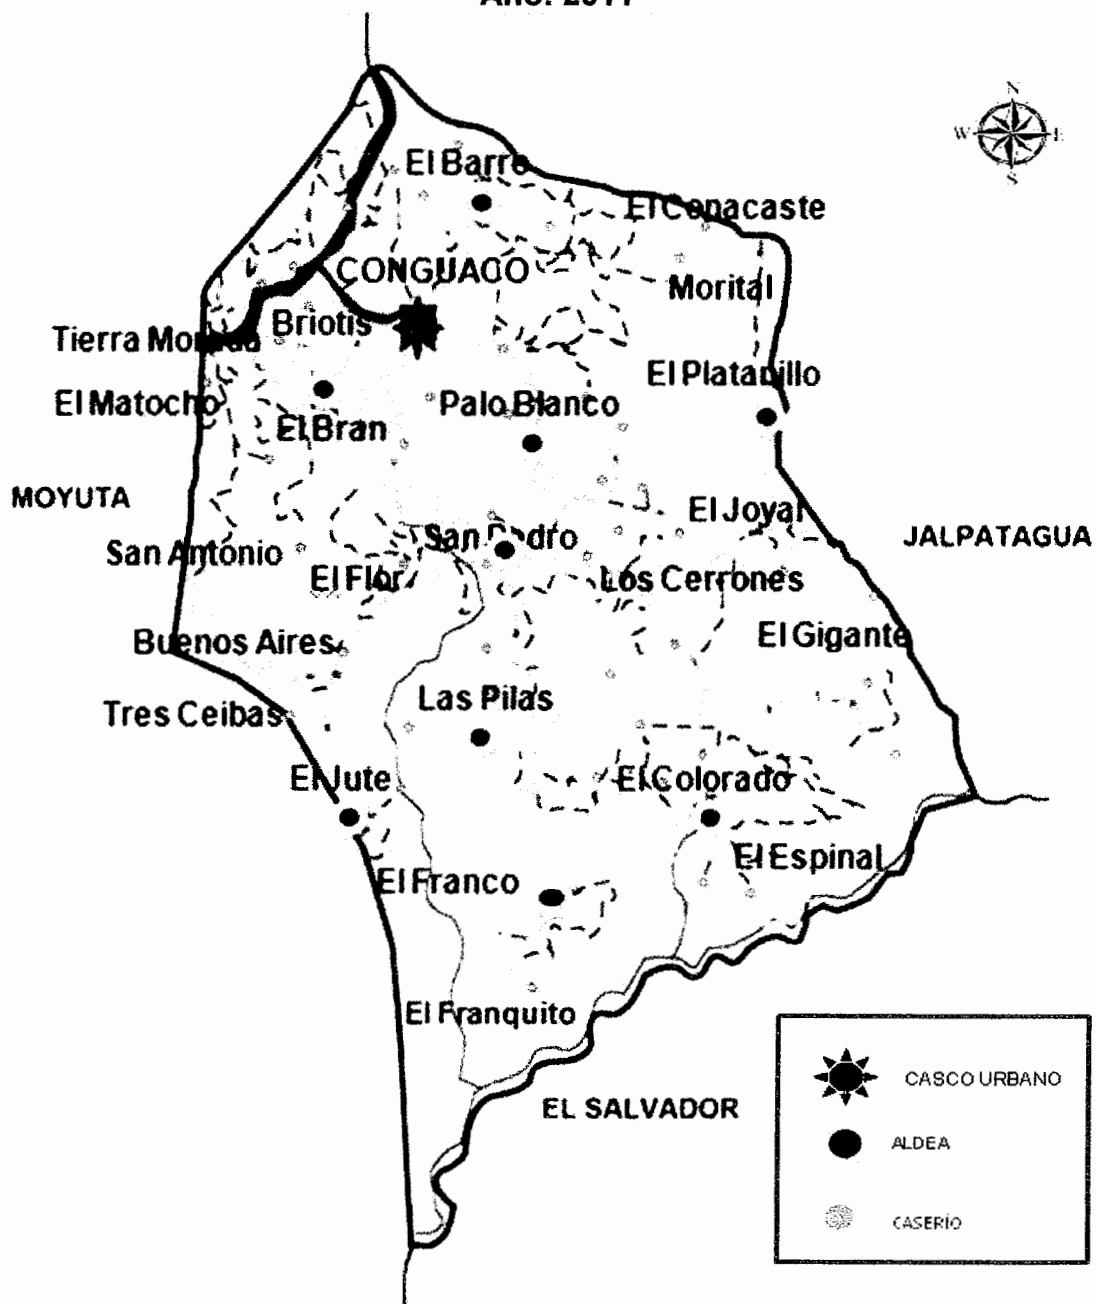 N
W E
S
El Barro
El Conacaste
CONGUACO
Morital
Briotis
Tierra Morada
El Platanillo
El Matocho
Palo Blanco
El Bran
MOYUTA
El Joyal
JALPATAGUA
San Pedro
San Antonio
El Flor
Los Cerrones
Buenos Aires
El Gigante
Las Pilas
Tres Ceibas
El Jute
El Colorado
El Espinal
El Franco
El Franquito
CASCO URBANO
EL SALVADOR
ALDEA
CASERÍO